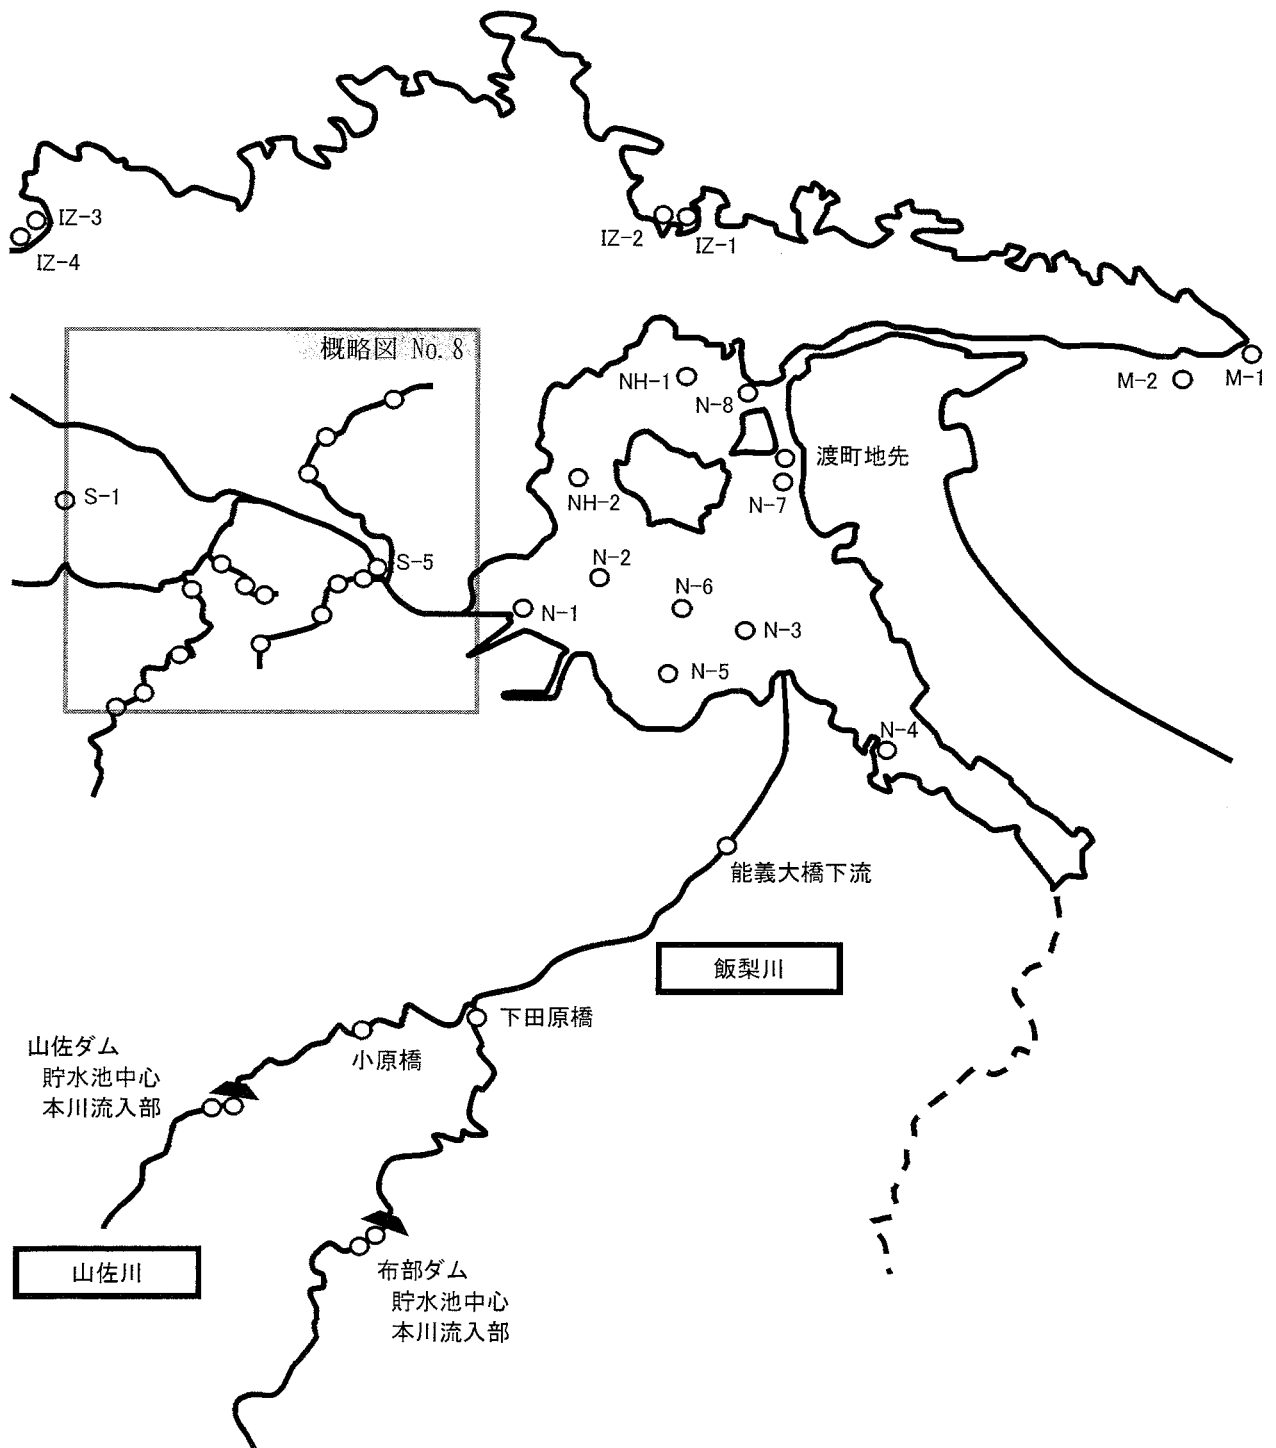 IZ-3
IZ-4
IZ-2
IZ-1
概略図 No.8
NH-1
N-8
M-2
M-1
渡町地先
S-1
NH-2
N-7
S-5
N-2
N-6
N-1
N-3
N-5
N-4
能義大橋下流
飯梨川
下田原橋
小原橋
山佐ダム
貯水池中心
本川流入部
山佐川
布部ダム
貯水池中心
本川流入部